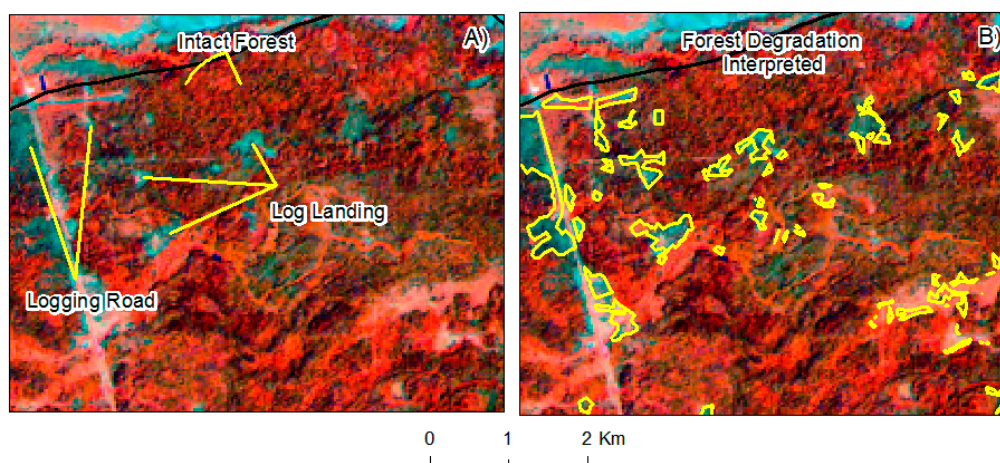 Intact Forest
A)
Log Landing
Logging Road
Forest Degradation
Interpreted
B)
0 1 2 Km